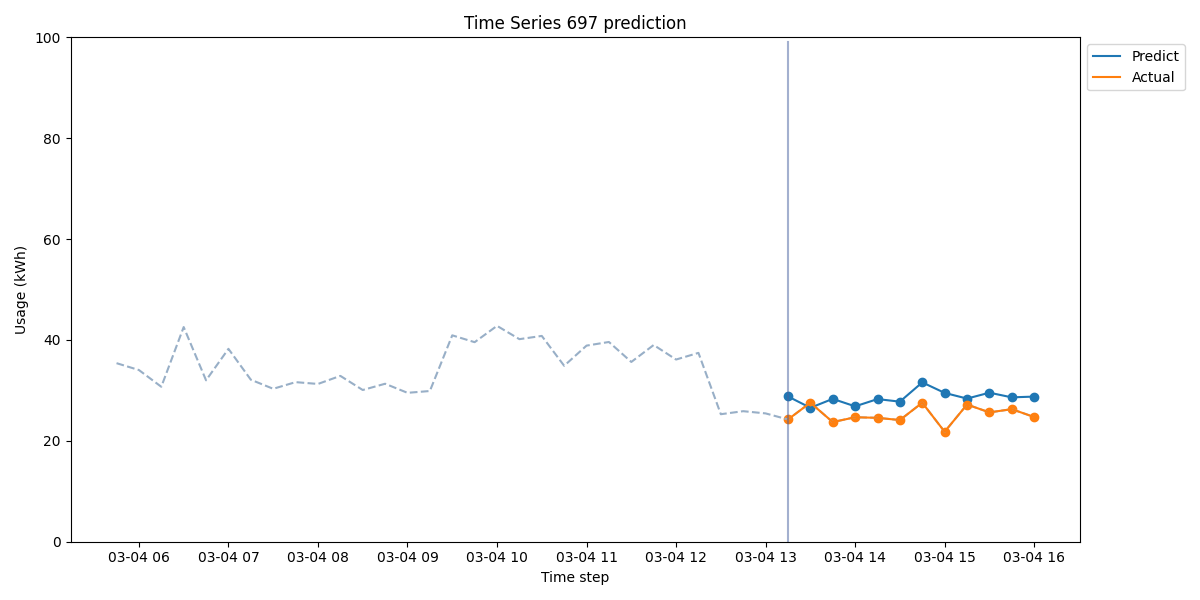 Time Series 697 prediction
100
80
60
40
20
0
Usage (kWh)
03-04 06 03-04 07 03-04 08 03-04 09 03-04 10 03-04 11 03-04 12 03-04 13 03-04 14 03-04 15 03-04 16
Time step
Predict
Actual